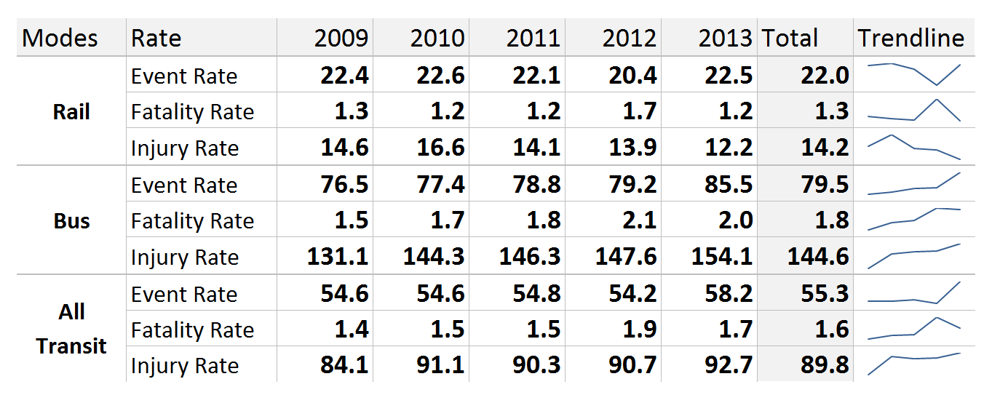 Modes Rate 2009 2010 2011 2012 2013 Total Trendline
Event Rate 22.4 22.6 22.1 20.4 22.5 22.0
Rail Fatality Rate 1.3 1.2 1.2 1.7 1.2 1.3
Injury Rate 14.6 16.6 14.1 13.9 12.2 14.2
Event Rate 76.5 77.4 78.8 79.2 85.5 79.5
Bus Fatality Rate 1.5 1.7 1.8 2.1 2.0 1.8
Injury Rate 131.1 144.3 146.3 147.6 154.1 144.6
Event Rate 54.6 54.6 54.8 54.2 58.2 55.3
All
Fatality Rate 1.4 1.5 1.5 1.9 1.7 1.6
Transit
Injury Rate 84.1 91.1 90.3 90.7 92.7 89.8